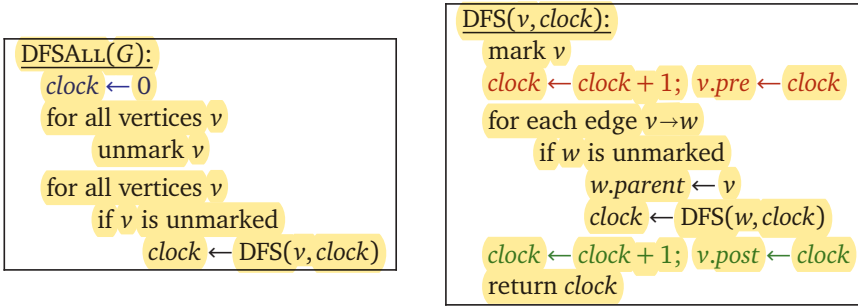 DFSALL(G):
clock ← 0
for all vertices v
unmark v
for all vertices v
if v is unmarked
clock ← DFS(v, clock)
DFS(v, clock):
mark v
clock ← clock + 1; v.pre ← clock
for each edge v→w
if w is unmarked
w.parent ← v
clock ← DFS(w, clock)
clock ← clock + 1; v.post ← clock
return clock